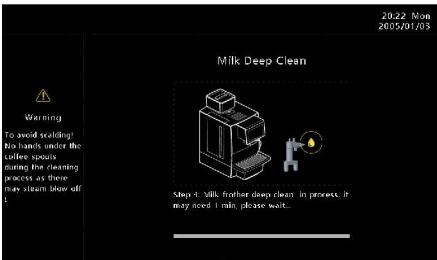 20:22 Mon
2005/01/03
Milk Deep Clean
Warning
To avoid scalding!
No hands under the
coffee spouts
during the cleaning
process as there
may steam blow off
!
Step 4: Milk frother deep clean in process, it
may need 1 min, please wait...